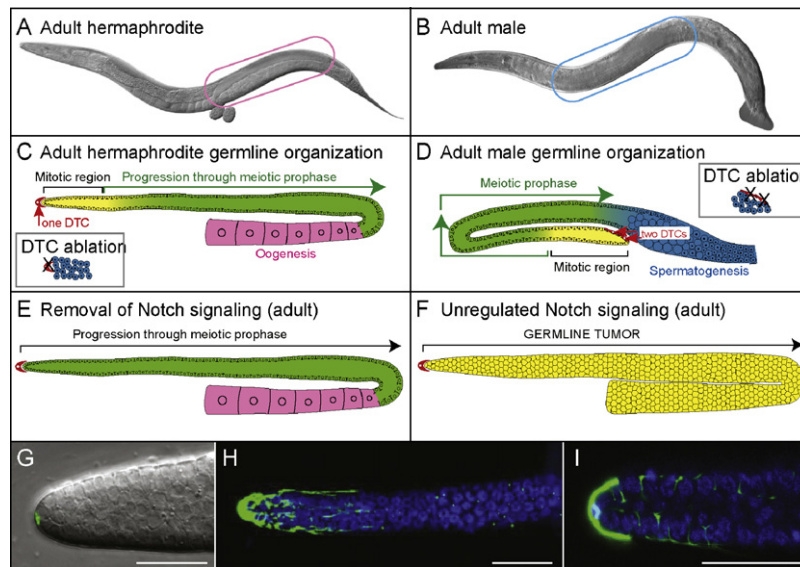 A Adult hermaphrodite
B Adult male
C Adult hermaphrodite germline organization
Mitotic region
Progression through meiotic prophase
one DTC
DTC ablation
Oogenesis
D Adult male germline organization
Meiotic prophase
DTC ablation
two DTCs
Mitotic region
Spermatogenesis
E Removal of Notch signaling (adult)
Progression through meiotic prophase
F Unregulated Notch signaling (adult)
GERMLINE TUMOR
G
H
I